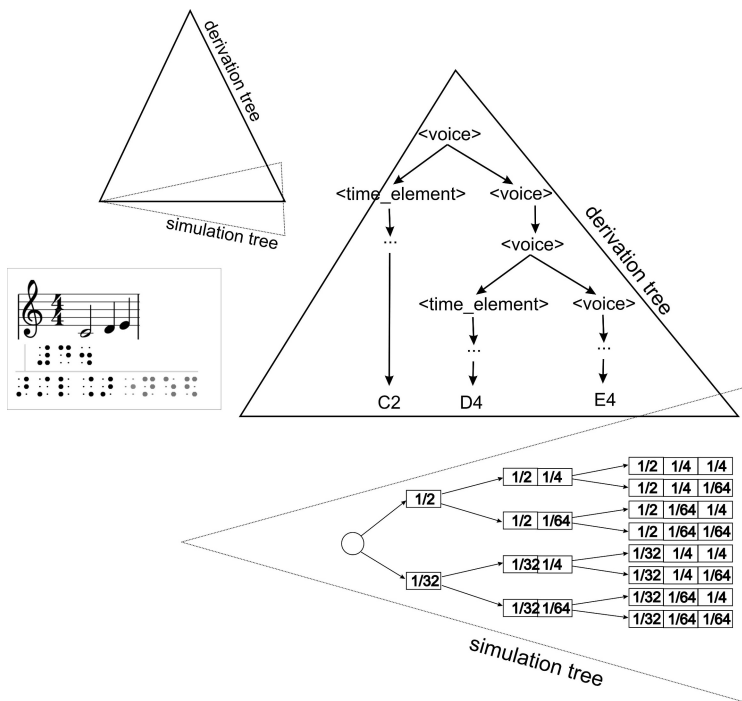 derivation tree
simulation tree
4
4
<voice>
<time_element> <voice>
... <voice>
<time_element> <voice>
... ...
C2 D4 E4
derivation tree
1/2
1/32
1/2 1/4
1/2 1/64
1/32 1/4
1/32 1/64
1/2 1/4 1/4
1/2 1/4 1/64
1/2 1/64 1/4
1/2 1/64 1/64
1/32 1/4 1/4
1/32 1/4 1/64
1/32 1/64 1/4
1/32 1/64 1/64
simulation tree